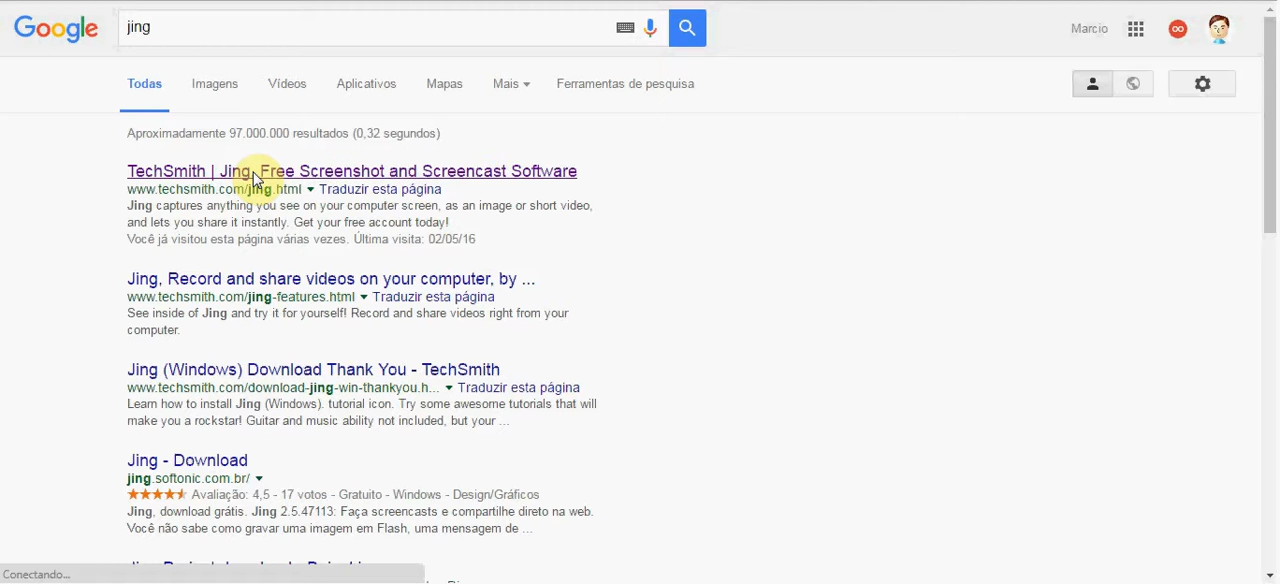 Google
jing
Marcio
Todas Imagens Vídeos Aplicativos Mapas Mais Ferramentas de pesquisa
Aproximadamente 97.000.000 resultados (0,32 segundos)
TechSmith | Jing, Free Screenshot and Screencast Software
www.techsmith.com/jing.html Traduzir esta página
Jing captures anything you see on your computer screen, as an image or short video,
and lets you share it instantly. Get your free account today!
Você já visitou esta página várias vezes. Última visita: 02/05/16
Jing, Record and share videos on your computer, by ...
www.techsmith.com/jing-features.html Traduzir esta página
See inside of Jing and try it for yourself! Record and share videos right from your
computer.
Jing (Windows) Download Thank You - TechSmith
www.techsmith.com/download-jing-win-thankyou.h... Traduzir esta página
Learn how to install Jing (Windows). tutorial icon. Try some awesome tutorials that will
make you a rockstar! Guitar and music ability not included, but your ...
Jing - Download
jing.softonic.com.br/
Avaliação: 4,5 - 17 votos - Gratuito - Windows - Design/Gráficos
Jing, download grátis. Jing 2.5.47113: Faça screencasts e compartilhe direto na web.
Você não sabe como gravar uma imagem em Flash, uma mensagem de ...
Conectando...